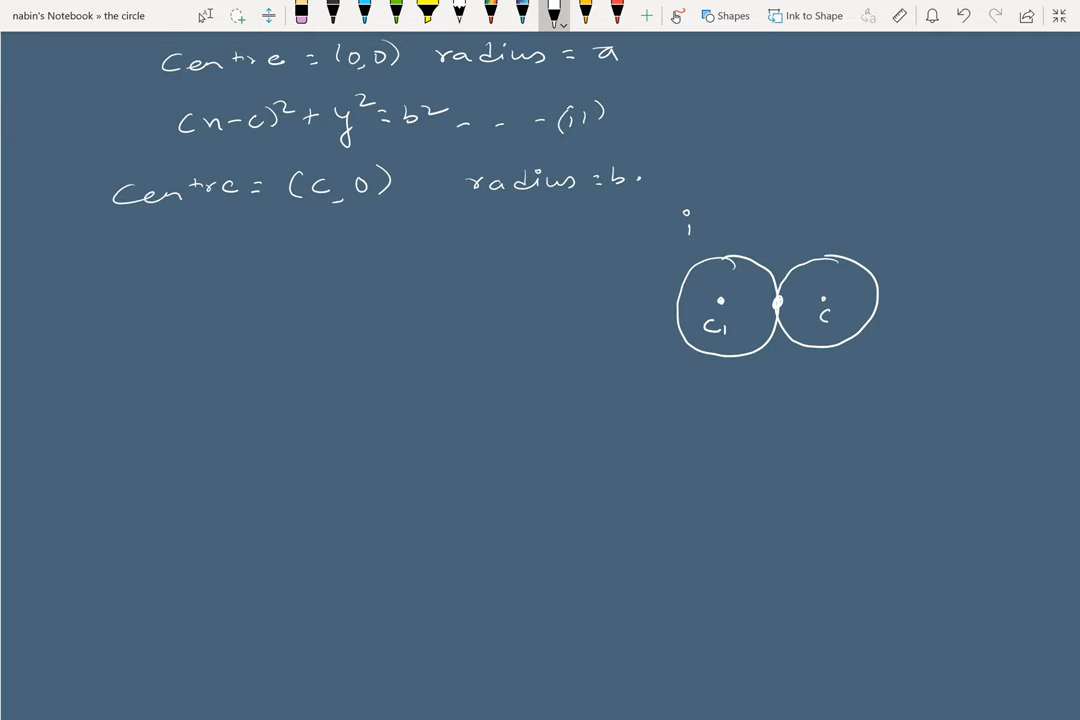 nabin's Notebook » the circle
Shapes
Ink to Shape
Centre = (0,0) radius = a
(x-c)² + y² = b² - - - (ii)
Centre = (c, 0) radius = b.
i
C1
C